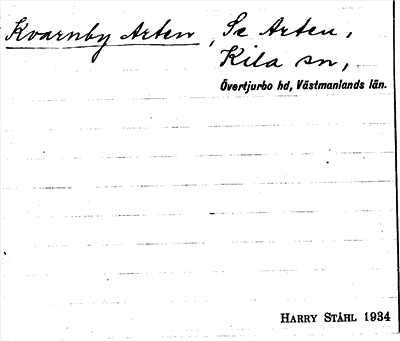 Kvarnby Arten, Se Arten,
Kila sn,
Övertjurbo hd, Västmanlands län.
HARRY STÅHL 1934